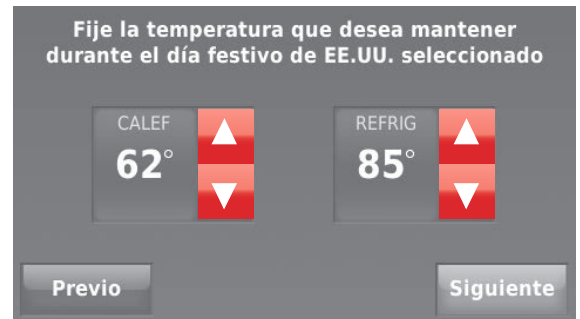 Fije la temperatura que desea mantener
durante el día festivo de EE.UU. seleccionado
CALEF
62°
REFRIG
85°
Previo
Siguiente